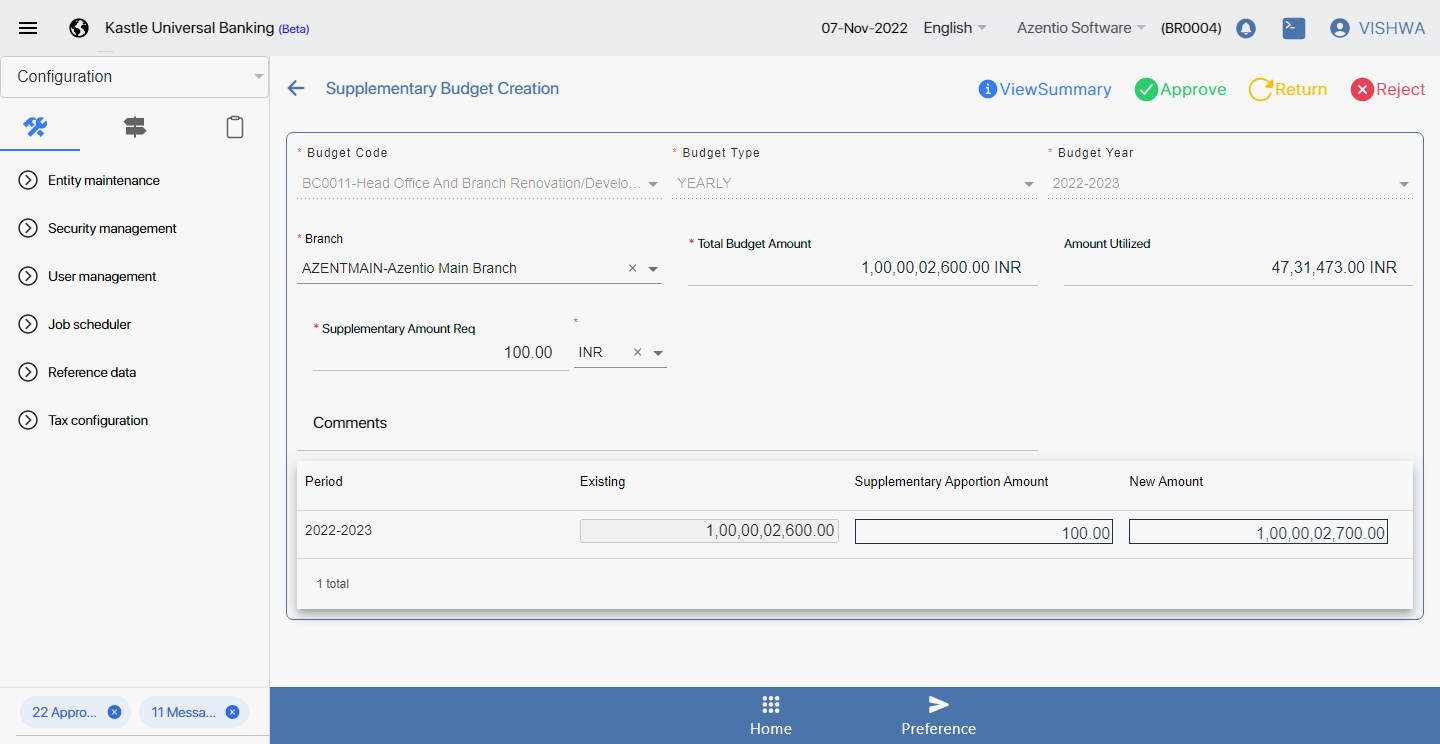 Kastle Universal Banking (Beta) 07-Nov-2022 English Azentio Software (BR0004) VISHWA
Configuration
Supplementary Budget Creation ViewSummary Approve Return Reject
Entity maintenance
Security management
User management
Job scheduler
Reference data
Tax configuration
* Budget Code * Budget Type * Budget Year
BC0011-Head Office And Branch Renovation/Develo... YEARLY 2022-2023
* Branch * Total Budget Amount Amount Utilized
AZENTMAIN-Azentio Main Branch × 1,00,00,02,600.00 INR 47,31,473.00 INR
* Supplementary Amount Req *
100.00 INR ×
Comments
Period Existing Supplementary Apportion Amount New Amount
2022-2023 1,00,00,02,600.00 100.00 1,00,00,02,700.00
1 total
22 Appro... 11 Messa...
Home Preference